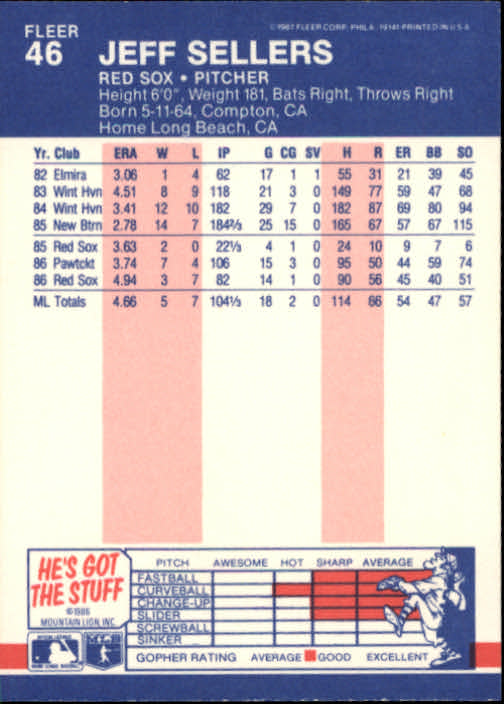 FLEER
46
©1987 FLEER CORP. PHILA. 19141 PRINTED IN U.S.A.
JEFF SELLERS
RED SOX • PITCHER
Height 6'0", Weight 181, Bats Right, Throws Right
Born 5-11-64, Compton, CA
Home Long Beach, CA
Yr. Club ERA W L IP G CG SV H R ER BB SO
82 Elmira 3.06 1 4 62 17 1 1 55 31 21 39 45
83 Wint Hvn 4.51 8 9 118 21 3 0 149 77 59 47 68
84 Wint Hvn 3.41 12 10 182 29 7 0 182 87 69 80 94
85 New Brtn 2.78 14 7 184⅔ 25 15 0 165 67 57 67 115
85 Red Sox 3.63 2 0 22⅓ 4 1 0 24 10 9 7 6
86 Pawtckt 3.74 7 4 106 15 3 0 95 50 44 59 74
86 Red Sox 4.94 3 7 82 14 1 0 90 56 45 40 51
ML Totals 4.66 5 7 104⅓ 18 2 0 114 66 54 47 57
HE'S GOT
THE STUFF
©1986
MOUNTAIN LION, INC.
PITCH AWESOME HOT SHARP AVERAGE
FASTBALL
CURVEBALL
CHANGE-UP
SLIDER
SCREWBALL
SINKER
GOPHER RATING AVERAGE GOOD EXCELLENT